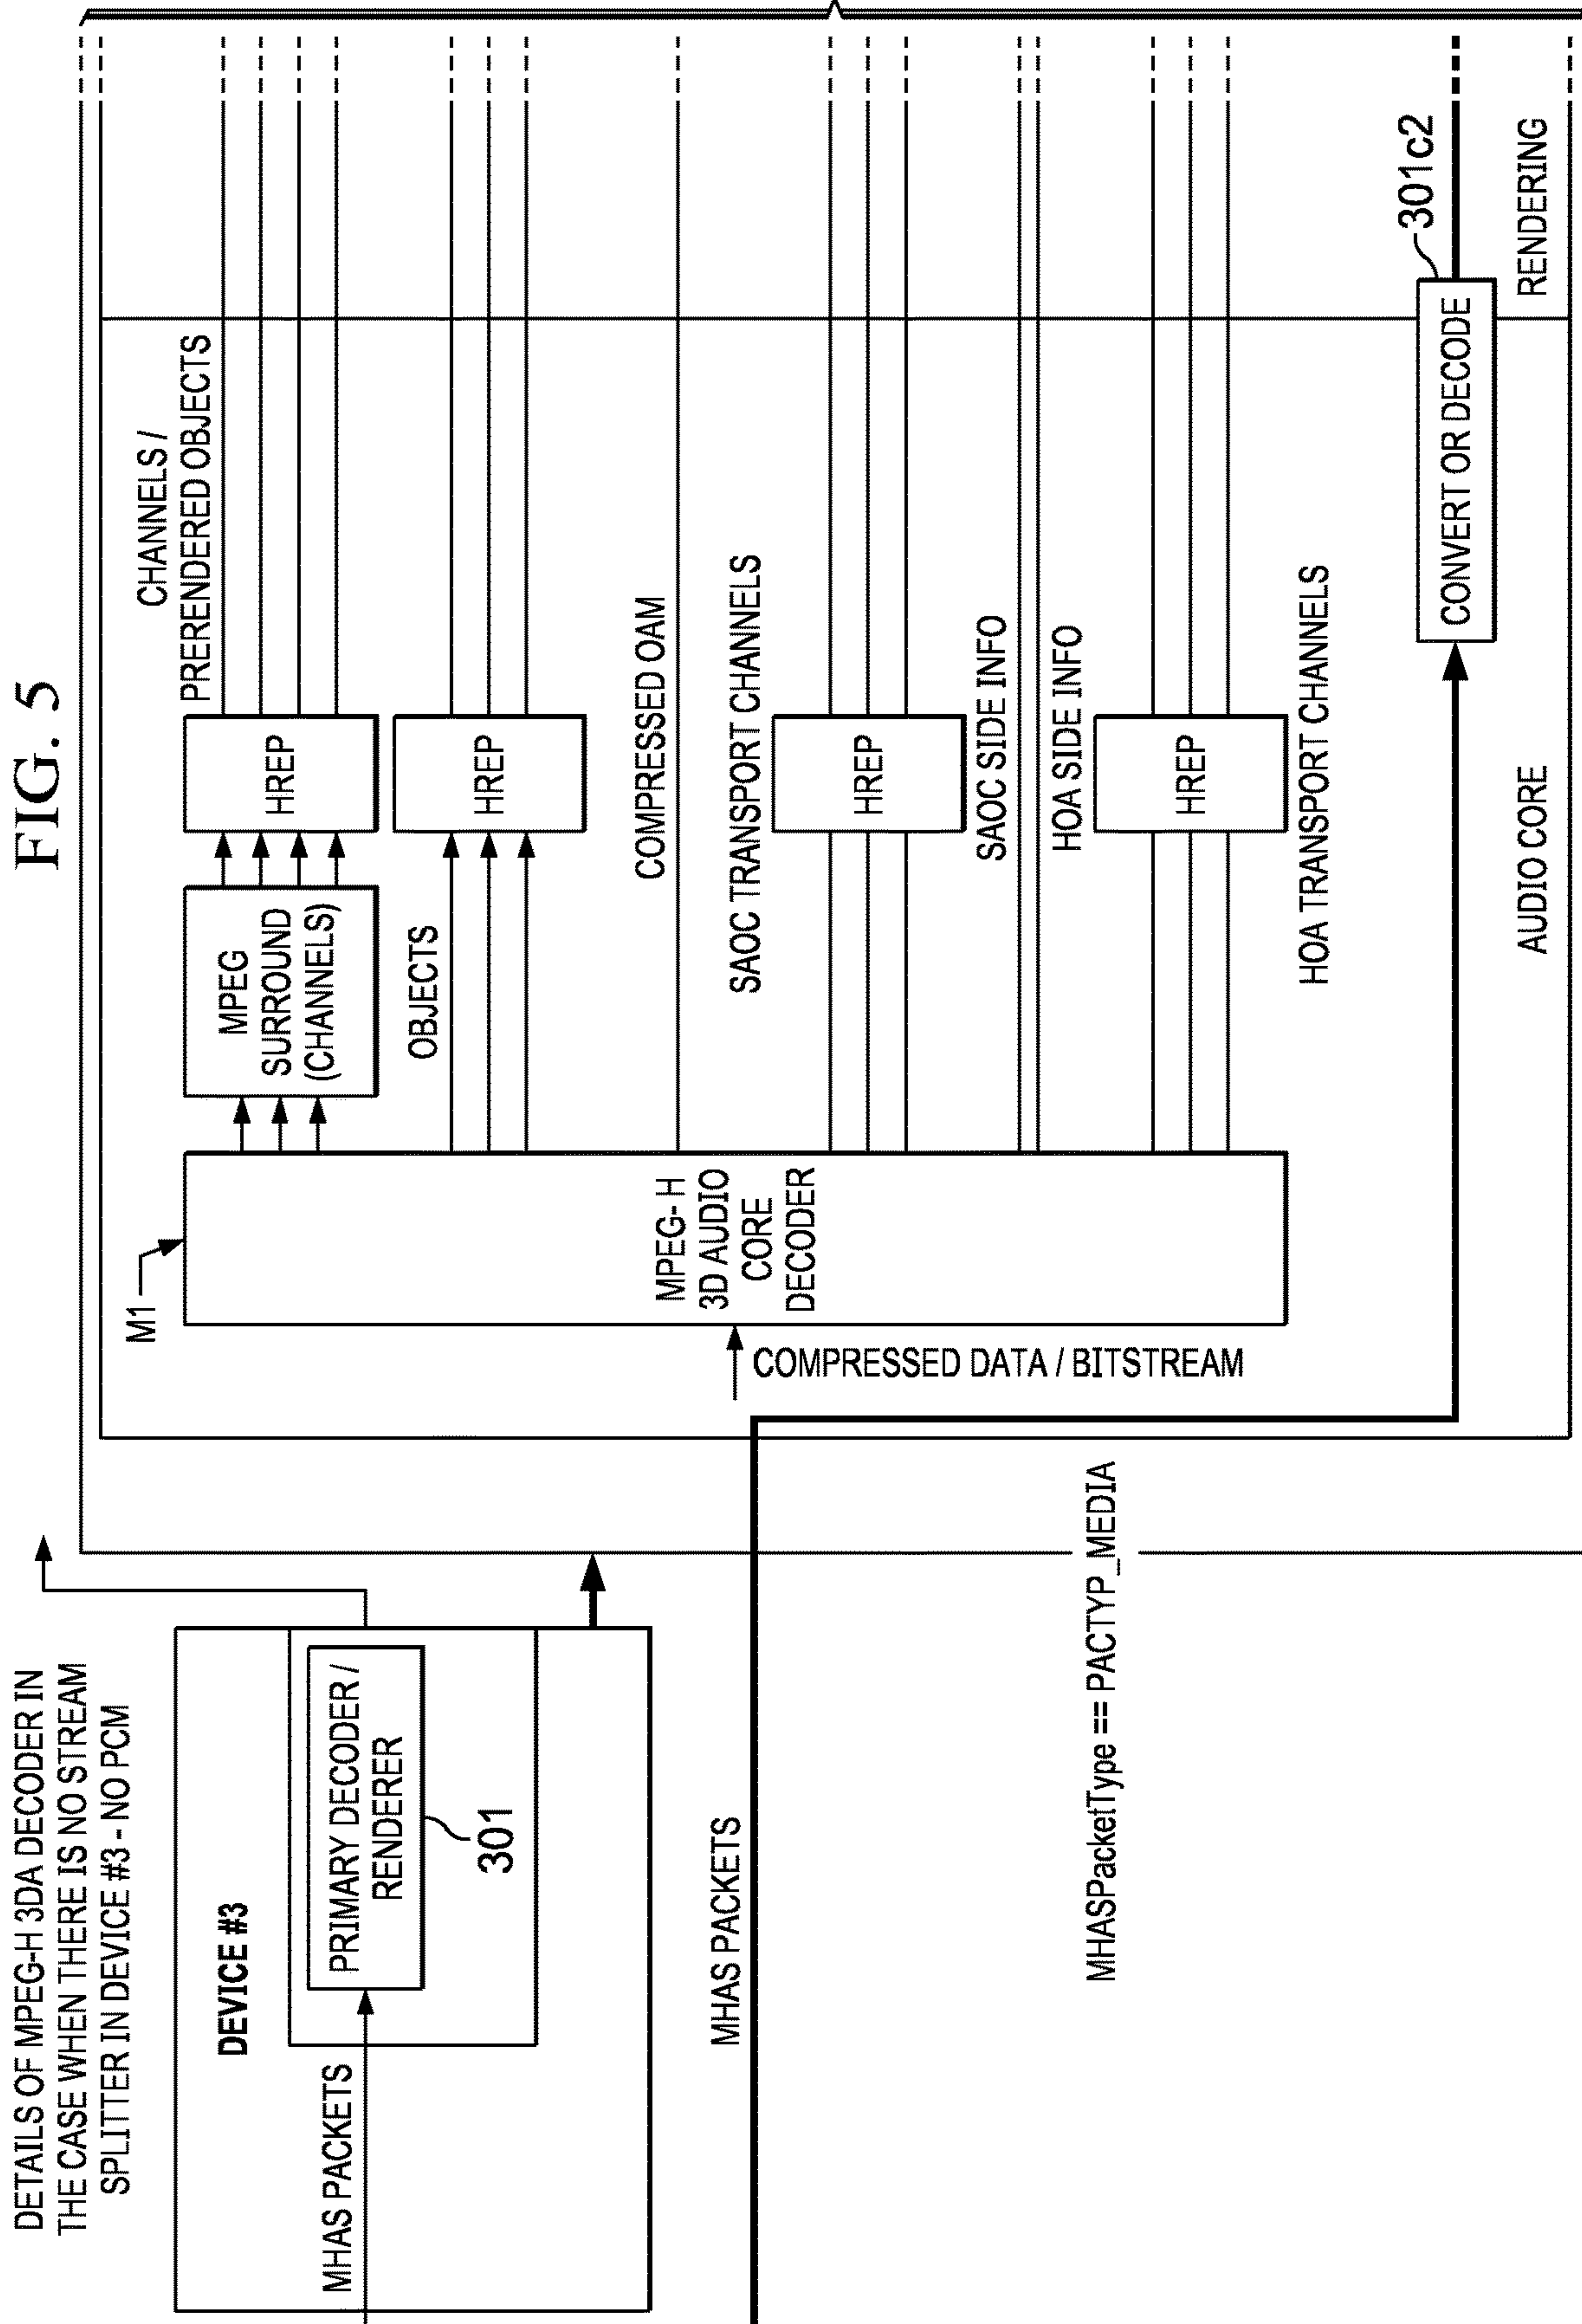 FIG. 5
DETAILS OF MPEG-H 3DA DECODER IN
THE CASE WHEN THERE IS NO STREAM
SPLITTER IN DEVICE #3 - NO PCM
DEVICE #3
MHAS PACKETS
PRIMARY DECODER /
RENDERER
301
MHAS PACKETS
MHASPacketType == PACTYP_MEDIA
M1
COMPRESSED DATA / BITSTREAM
MPEG- H
3D AUDIO
CORE
DECODER
MPEG
SURROUND
(CHANNELS)
OBJECTS
HREP
HREP
CHANNELS /
PRERENDERED OBJECTS
COMPRESSED OAM
SAOC TRANSPORT CHANNELS
HREP
SAOC SIDE INFO
HOA SIDE INFO
HREP
HOA TRANSPORT CHANNELS
CONVERT OR DECODE
301c2
AUDIO CORE
RENDERING